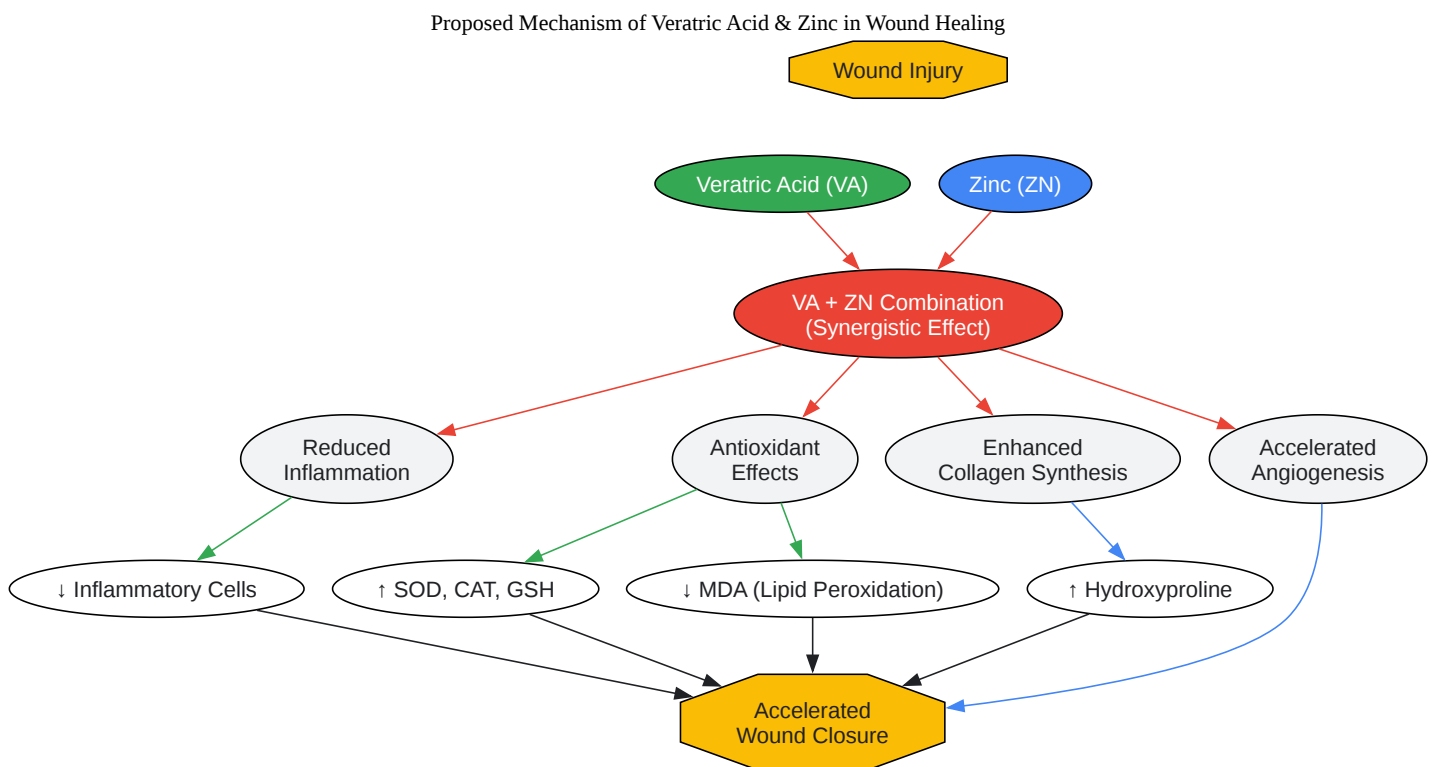 Proposed Mechanism of Veratric Acid & Zinc in Wound Healing
Wound Injury
Veratric Acid (VA)
Zinc (ZN)
VA + ZN Combination
(Synergistic Effect)
Reduced
Inflammation
Antioxidant
Effects
Enhanced
Collagen Synthesis
Accelerated
Angiogenesis
↓ Inflammatory Cells
↑ SOD, CAT, GSH
↓ MDA (Lipid Peroxidation)
↑ Hydroxyproline
Accelerated
Wound Closure